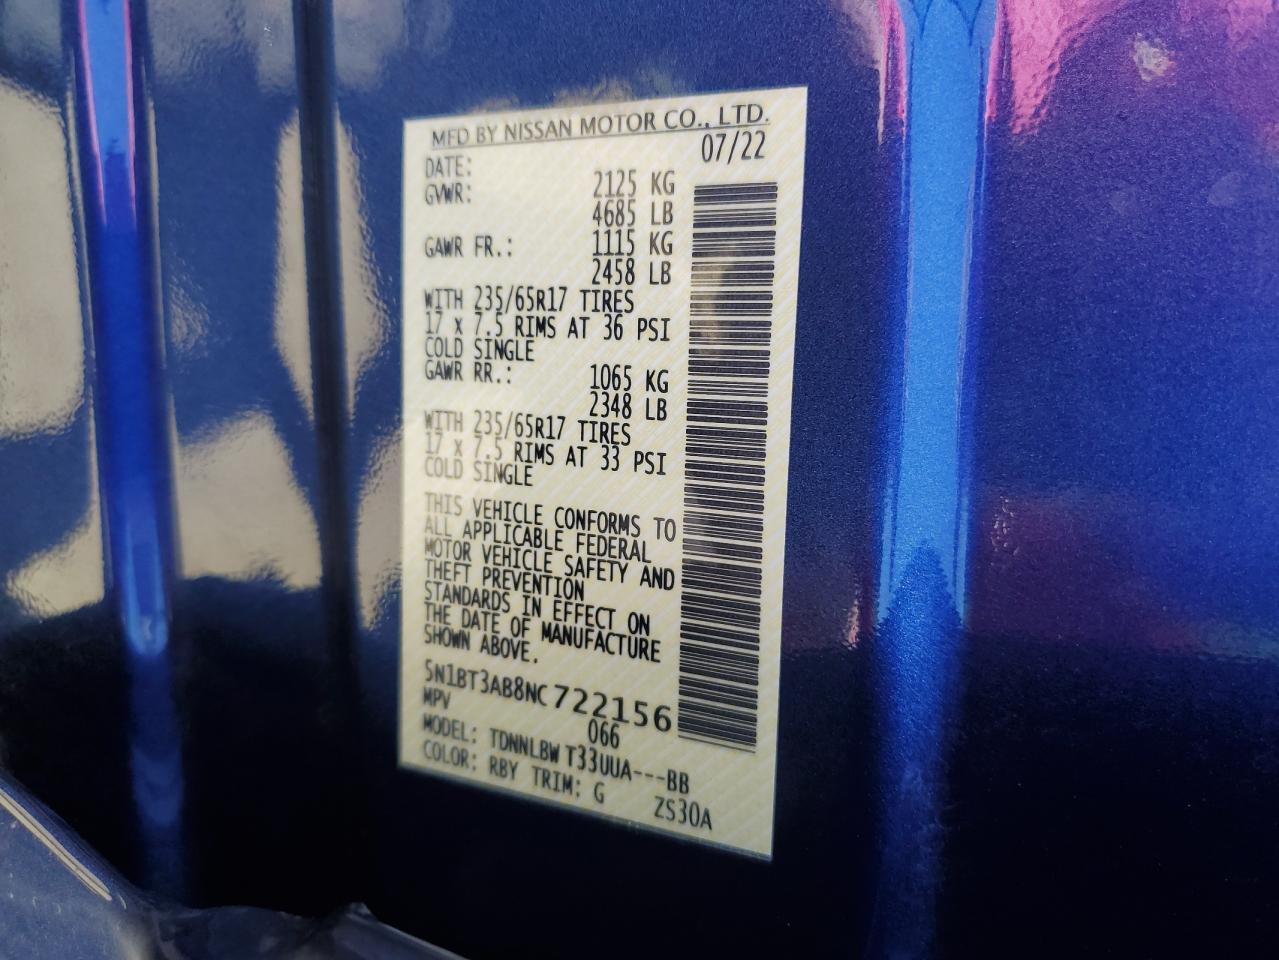 MFD BY NISSAN MOTOR CO., LTD.
DATE: 07/22
GVWR: 2125 KG
4685 LB
GAWR FR.: 1115 KG
2458 LB
WITH 235/65R17 TIRES
17 x 7.5 RIMS AT 36 PSI
COLD SINGLE
GAWR RR.: 1065 KG
2348 LB
WITH 235/65R17 TIRES
17 x 7.5 RIMS AT 33 PSI
COLD SINGLE
THIS VEHICLE CONFORMS TO
ALL APPLICABLE FEDERAL
MOTOR VEHICLE SAFETY AND
THEFT PREVENTION
STANDARDS IN EFFECT ON
THE DATE OF MANUFACTURE
SHOWN ABOVE.
5N1BT3AB8NC722156
MPV 066
MODEL: TDNNLBW T33UUA---BB
COLOR: RBY TRIM: G ZS30A